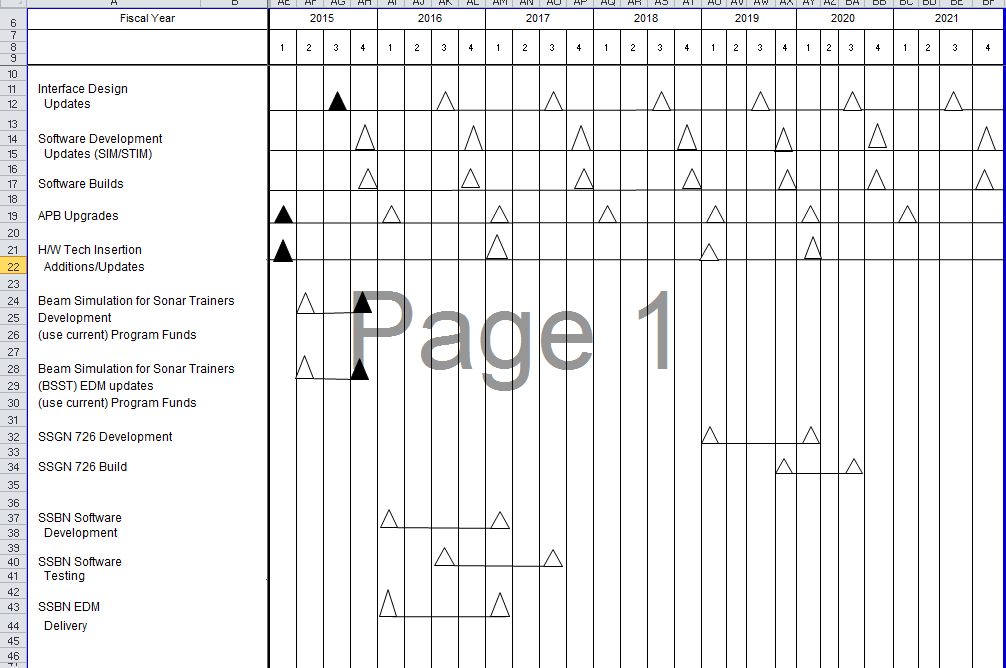 AE AF AG AH AI AJ AK AL AM AN AO AP AQ AR AS AT AU AV AW AX AY AZ BA BB BC BD BE BF
6 Fiscal Year 2015 2016 2017 2018 2019 2020 2021
7
8 1 2 3 4 1 2 3 4 1 2 3 4 1 2 3 4 1 2 3 4 1 2 3 4 1 2 3 4
9
10
11 Interface Design
12 Updates
13
14 Software Development
15 Updates (SIM/STIM)
16
17 Software Builds
18
19 APB Upgrades
20
21 H/W Tech Insertion
22 Additions/Updates
23
24 Beam Simulation for Sonar Trainers
25 Development
26 (use current) Program Funds
27
28 Beam Simulation for Sonar Trainers
29 (BSST) EDM updates
30 (use current) Program Funds
Page 1
31
32 SSGN 726 Development
33
34 SSGN 726 Build
35
36
37 SSBN Software
38 Development
39
40 SSBN Software
41 Testing
42
43 SSBN EDM
44 Delivery
45
46